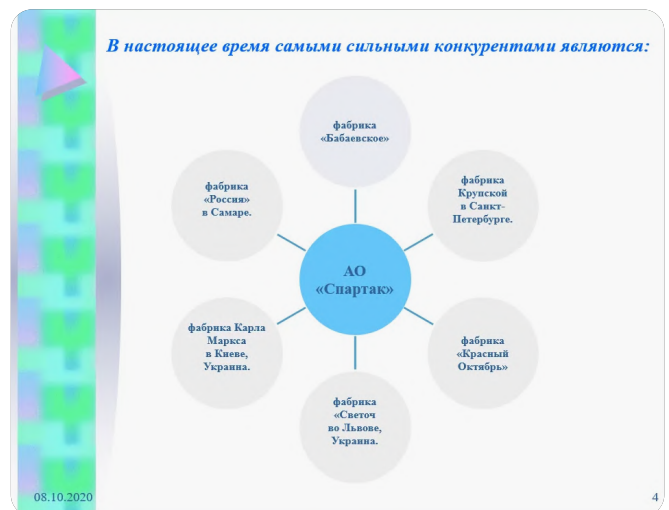 В настоящее время самыми сильными конкурентами являются:
фабрика
«Бабаевское»
фабрика
«Россия»
в Самаре.
фабрика
Крупской
в Санкт-
Петербурге.
АО
«Спартак»
фабрика Карла
Маркса
в Киеве,
Украина.
фабрика
«Красный
Октябрь»
фабрика
«Светоч
во Львове,
Украина.
08.10.2020
4